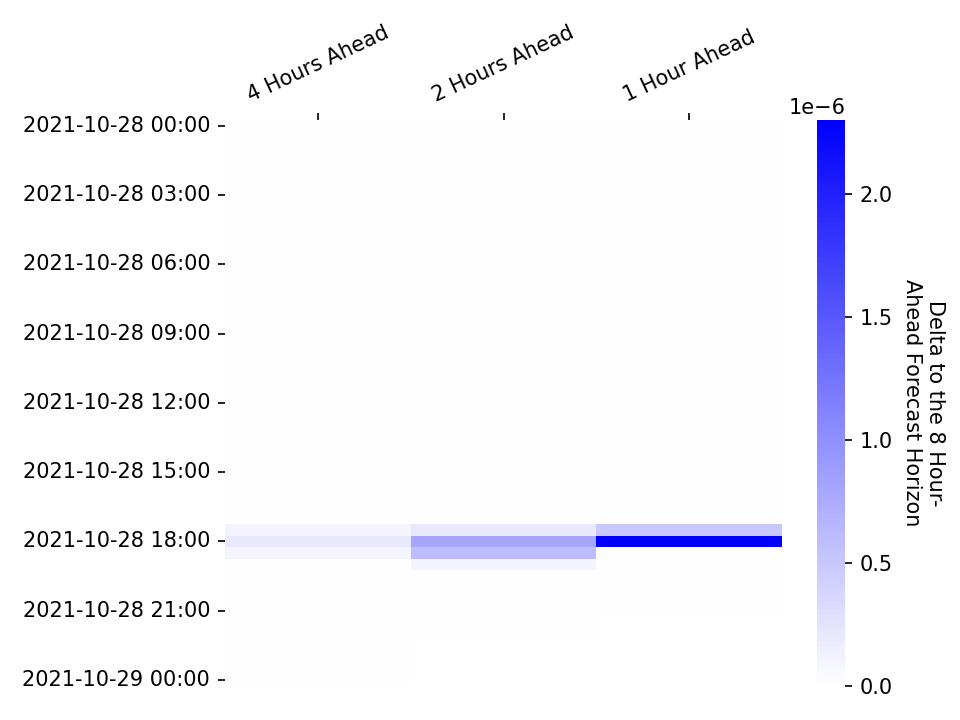 4 Hours Ahead
2 Hours Ahead
1 Hour Ahead
1e−6
2021-10-28 00:00
2021-10-28 03:00
2021-10-28 06:00
2021-10-28 09:00
2021-10-28 12:00
2021-10-28 15:00
2021-10-28 18:00
2021-10-28 21:00
2021-10-29 00:00
2.0
1.5
1.0
0.5
0.0
Delta to the 8 Hour-
Ahead Forecast Horizon